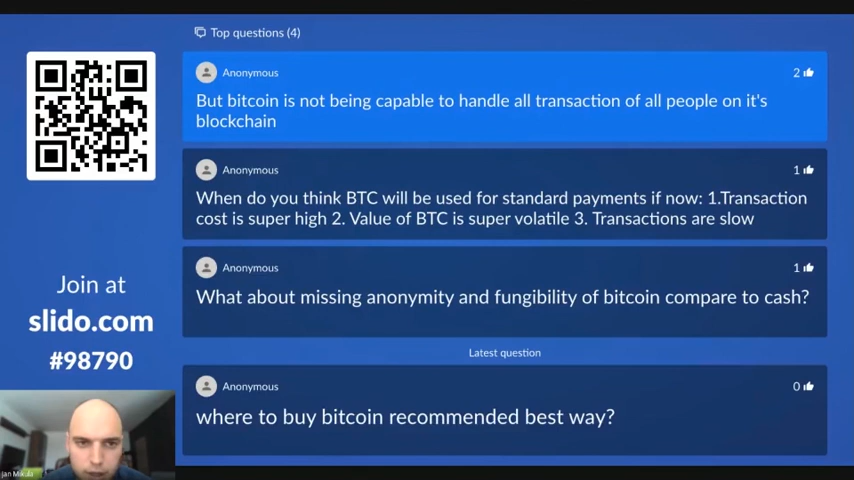 Top questions (4)
Anonymous
2
But bitcoin is not being capable to handle all transaction of all people on it's
blockchain
Anonymous
1
When do you think BTC will be used for standard payments if now: 1.Transaction
cost is super high 2. Value of BTC is super volatile 3. Transactions are slow
Anonymous
1
What about missing anonymity and fungibility of bitcoin compare to cash?
Latest question
Anonymous
0
where to buy bitcoin recommended best way?
Join at
slido.com
#98790
Jan Mikula